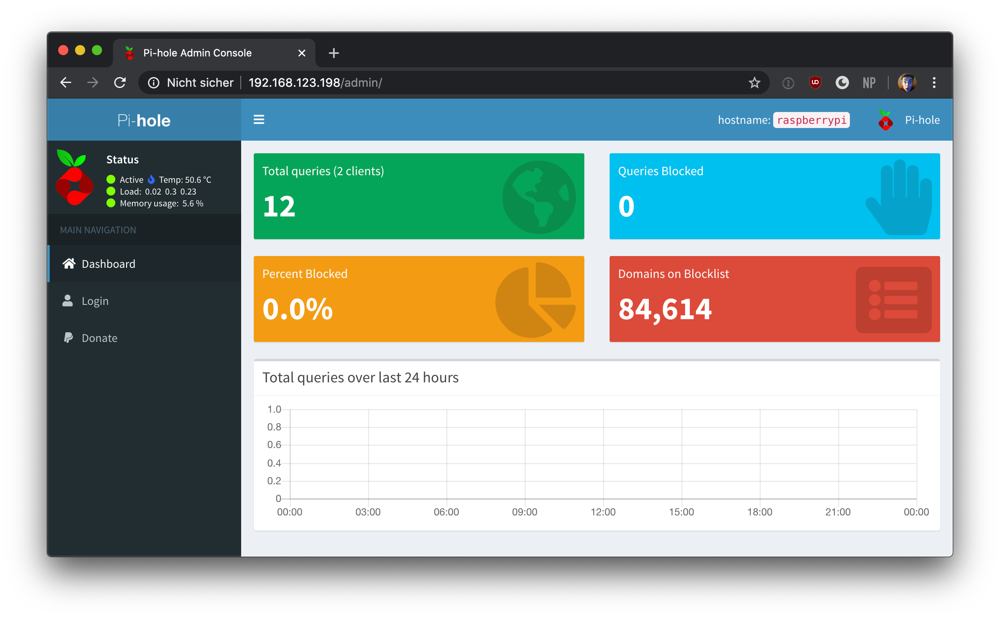 Pi-hole Admin Console
Nicht sicher
192.168.123.198/admin/
NP
Pi-hole
hostname: raspberrypi
Pi-hole
Status
Active Temp: 50.6 °C
Load: 0.02 0.3 0.23
Memory usage: 5.6 %
MAIN NAVIGATION
Dashboard
Login
Donate
Total queries (2 clients)
12
Queries Blocked
0
Percent Blocked
0.0%
Domains on Blocklist
84,614
Total queries over last 24 hours
1.0
0.8
0.6
0.4
0.2
0
00:00 03:00 06:00 09:00 12:00 15:00 18:00 21:00 00:00